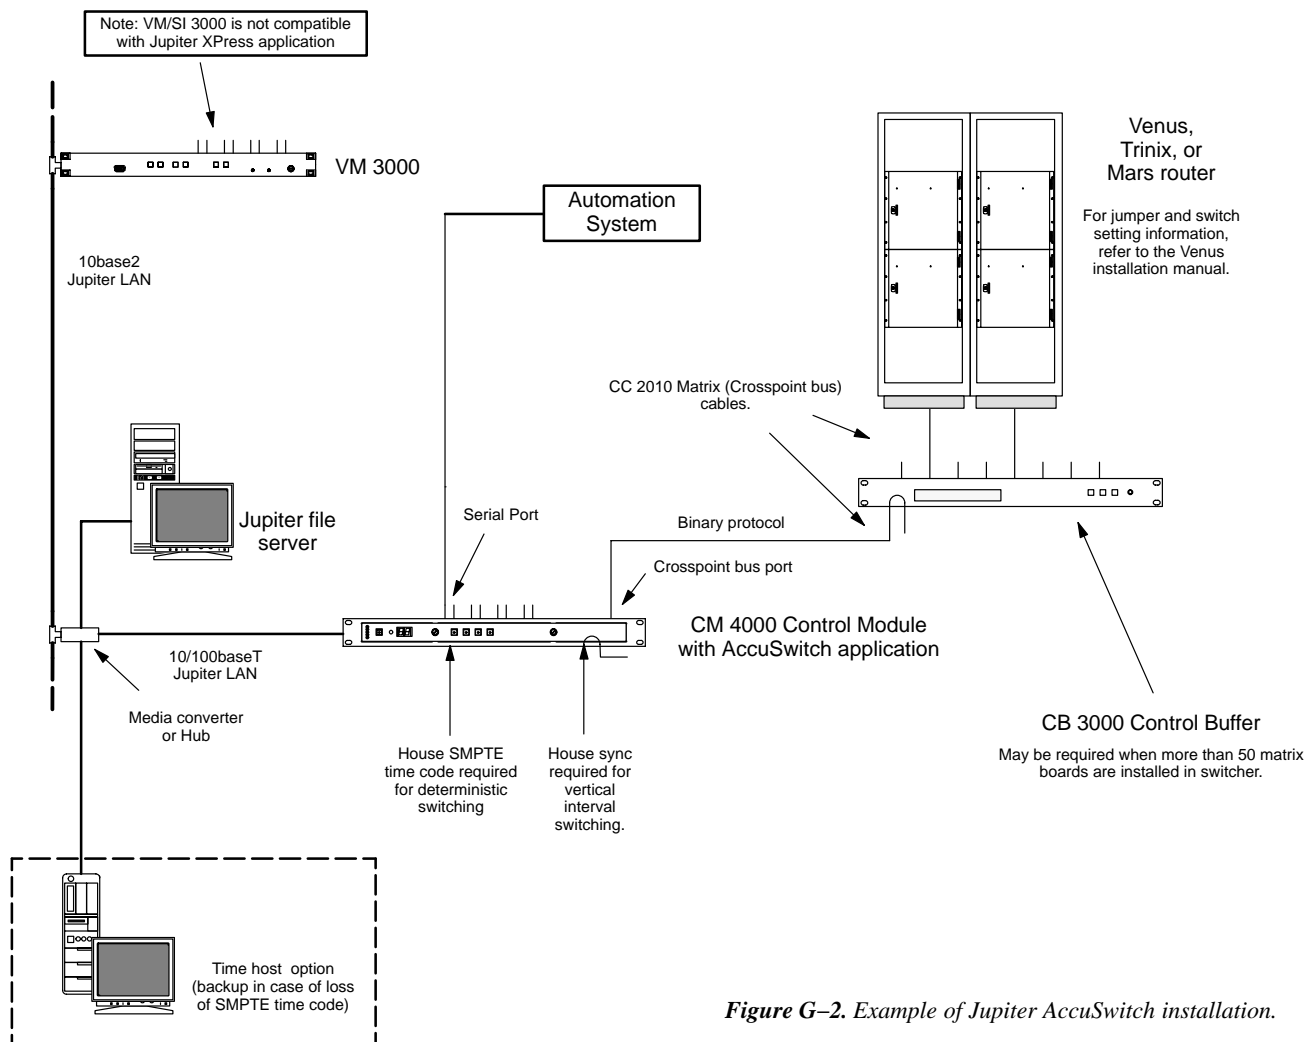 Note: VM/SI 3000 is not compatible
with Jupiter XPress application
VM 3000
Automation
System
Venus,
Trinix, or
Mars router
For jumper and switch
setting information,
refer to the Venus
installation manual.
10base2
Jupiter LAN
CC 2010 Matrix (Crosspoint bus)
cables.
Jupiter file
server
Serial Port
Binary protocol
Crosspoint bus port
CM 4000 Control Module
with AccuSwitch application
10/100baseT
Jupiter LAN
Media converter
or Hub
House SMPTE
time code required
for deterministic
switching
House sync
required for
vertical
interval
switching.
CB 3000 Control Buffer
May be required when more than 50 matrix
boards are installed in switcher.
Time host option
(backup in case of loss
of SMPTE time code)
Figure G–2. Example of Jupiter AccuSwitch installation.